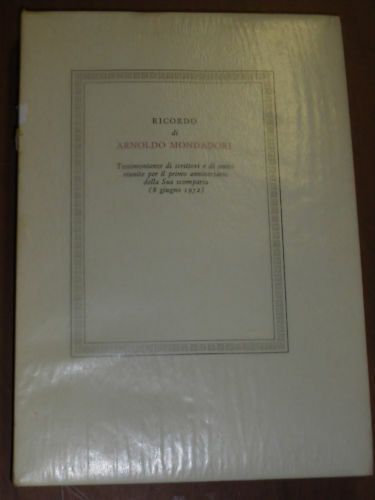 RICORDO
di
ARNOLDO MONDADORI
Testimonianze di scrittori e di amici
riunite per il primo anniversario
della Sua scomparsa
(8 giugno 1972)